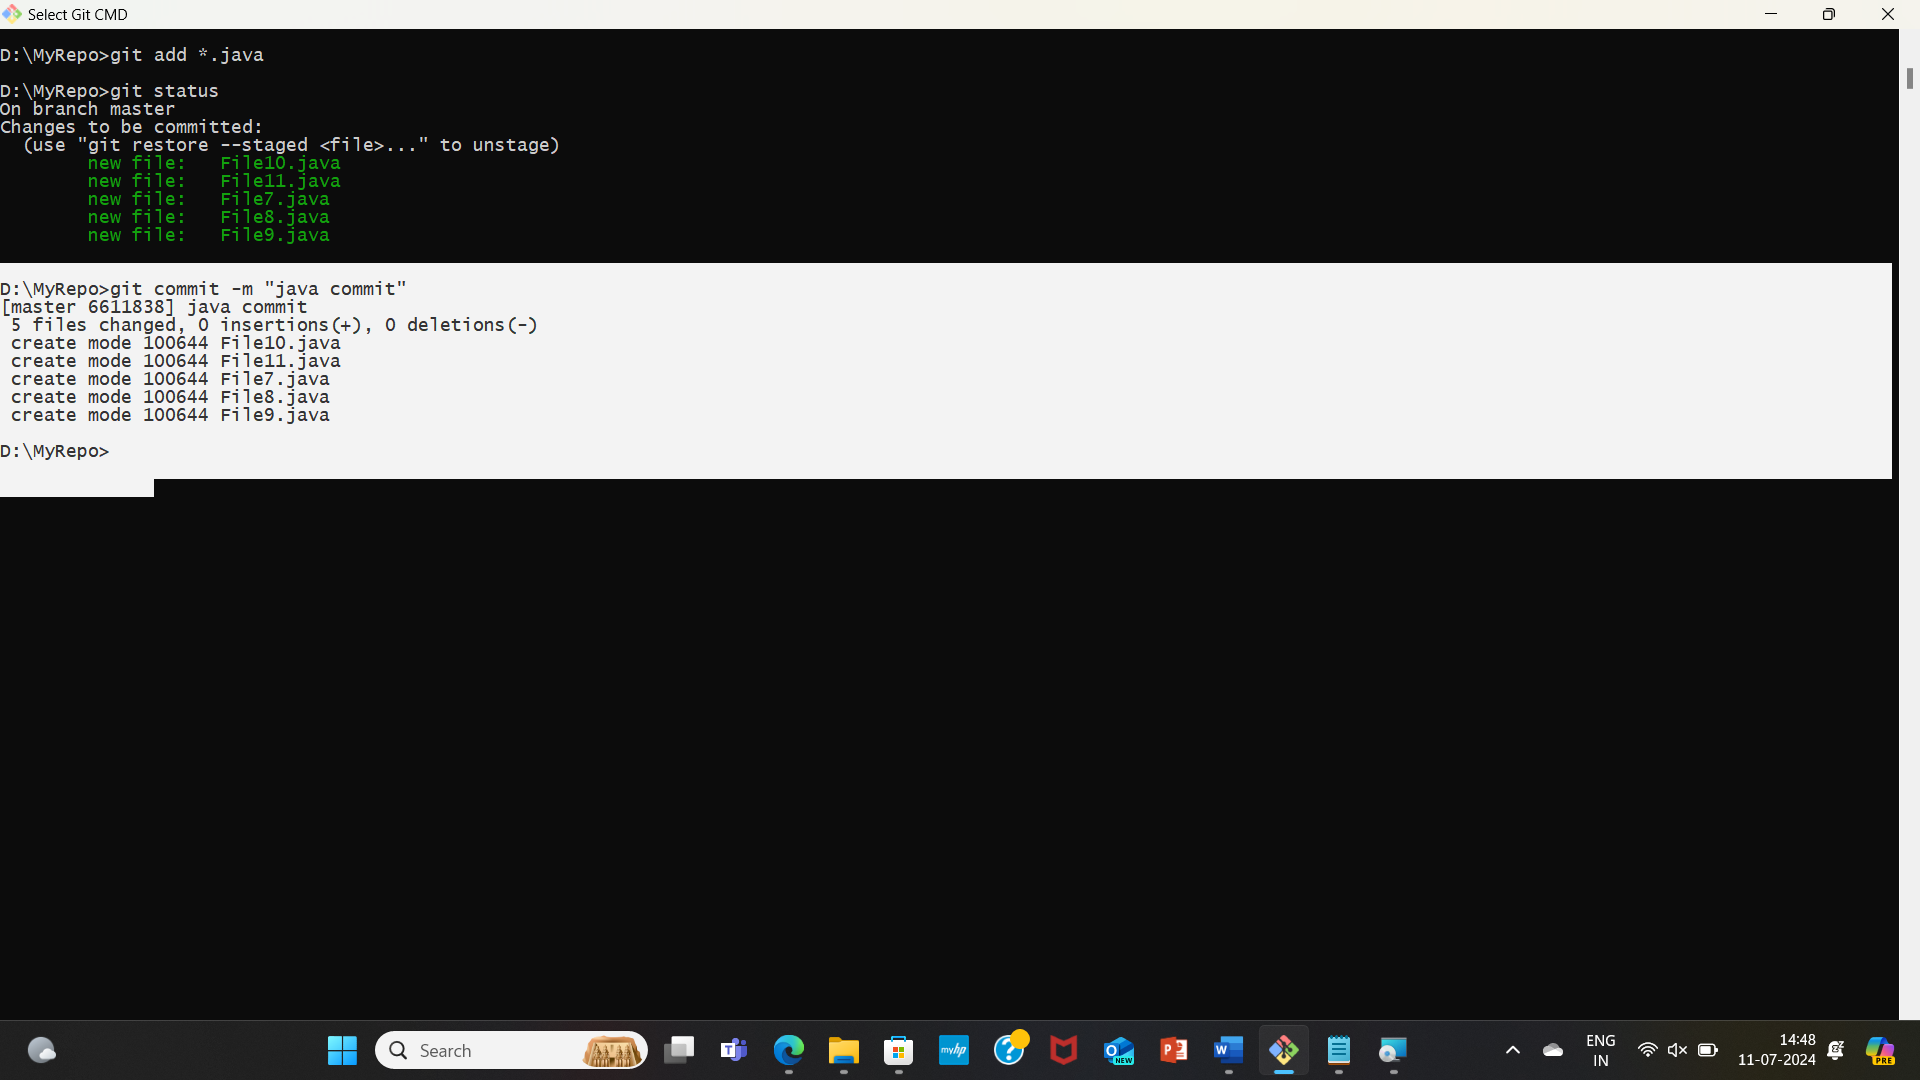 Select Git CMD
D:\MyRepo>git add *.java
D:\MyRepo>git status
On branch master
Changes to be committed:
  (use "git restore --staged <file>..." to unstage)
        new file:   File10.java
        new file:   File11.java
        new file:   File7.java
        new file:   File8.java
        new file:   File9.java
D:\MyRepo>git commit -m "java commit"
[master 6611838] java commit
 5 files changed, 0 insertions(+), 0 deletions(-)
 create mode 100644 File10.java
 create mode 100644 File11.java
 create mode 100644 File7.java
 create mode 100644 File8.java
 create mode 100644 File9.java
D:\MyRepo>
Search
myhp
NEW
PRE
ENG
IN
14:48
11-07-2024